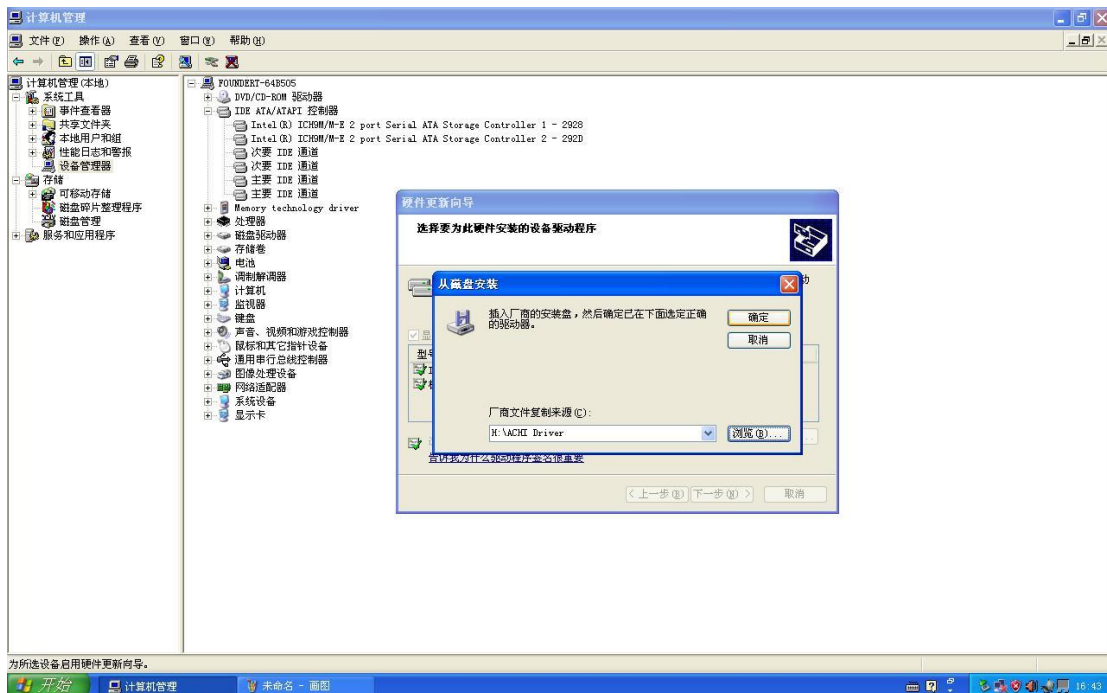 计算机管理
文件(F) 操作(A) 查看(V) 窗口(W) 帮助(H)
计算机管理(本地)
系统工具
事件查看器
共享文件夹
本地用户和组
性能日志和警报
设备管理器
存储
可移动存储
磁盘碎片整理程序
磁盘管理
服务和应用程序
FOUNDERT-64B505
DVD/CD-ROM 驱动器
IDE ATA/ATAPI 控制器
Intel(R) ICH9M/M-E 2 port Serial ATA Storage Controller 1 - 2928
Intel(R) ICH9M/M-E 2 port Serial ATA Storage Controller 2 - 292D
次要 IDE 通道
次要 IDE 通道
主要 IDE 通道
主要 IDE 通道
Memory technology driver
处理器
磁盘驱动器
存储卷
电池
调制解调器
计算机
监视器
键盘
声音、视频和游戏控制器
鼠标和其它指针设备
通用串行总线控制器
图像处理设备
网络适配器
系统设备
显示卡
硬件更新向导
选择要为此硬件安装的设备驱动程序
从磁盘安装
插入厂商的安装盘，然后确定已在下面选定正确
的驱动器。
确定
取消
厂商文件复制来源(C):
H:\ACHI Driver
浏览(B)...
告诉我为什么驱动程序签名很重要
< 上一步(B) 下一步(N) > 取消
为所选设备启用硬件更新向导。
开始 计算机管理 未命名 - 画图 16:43